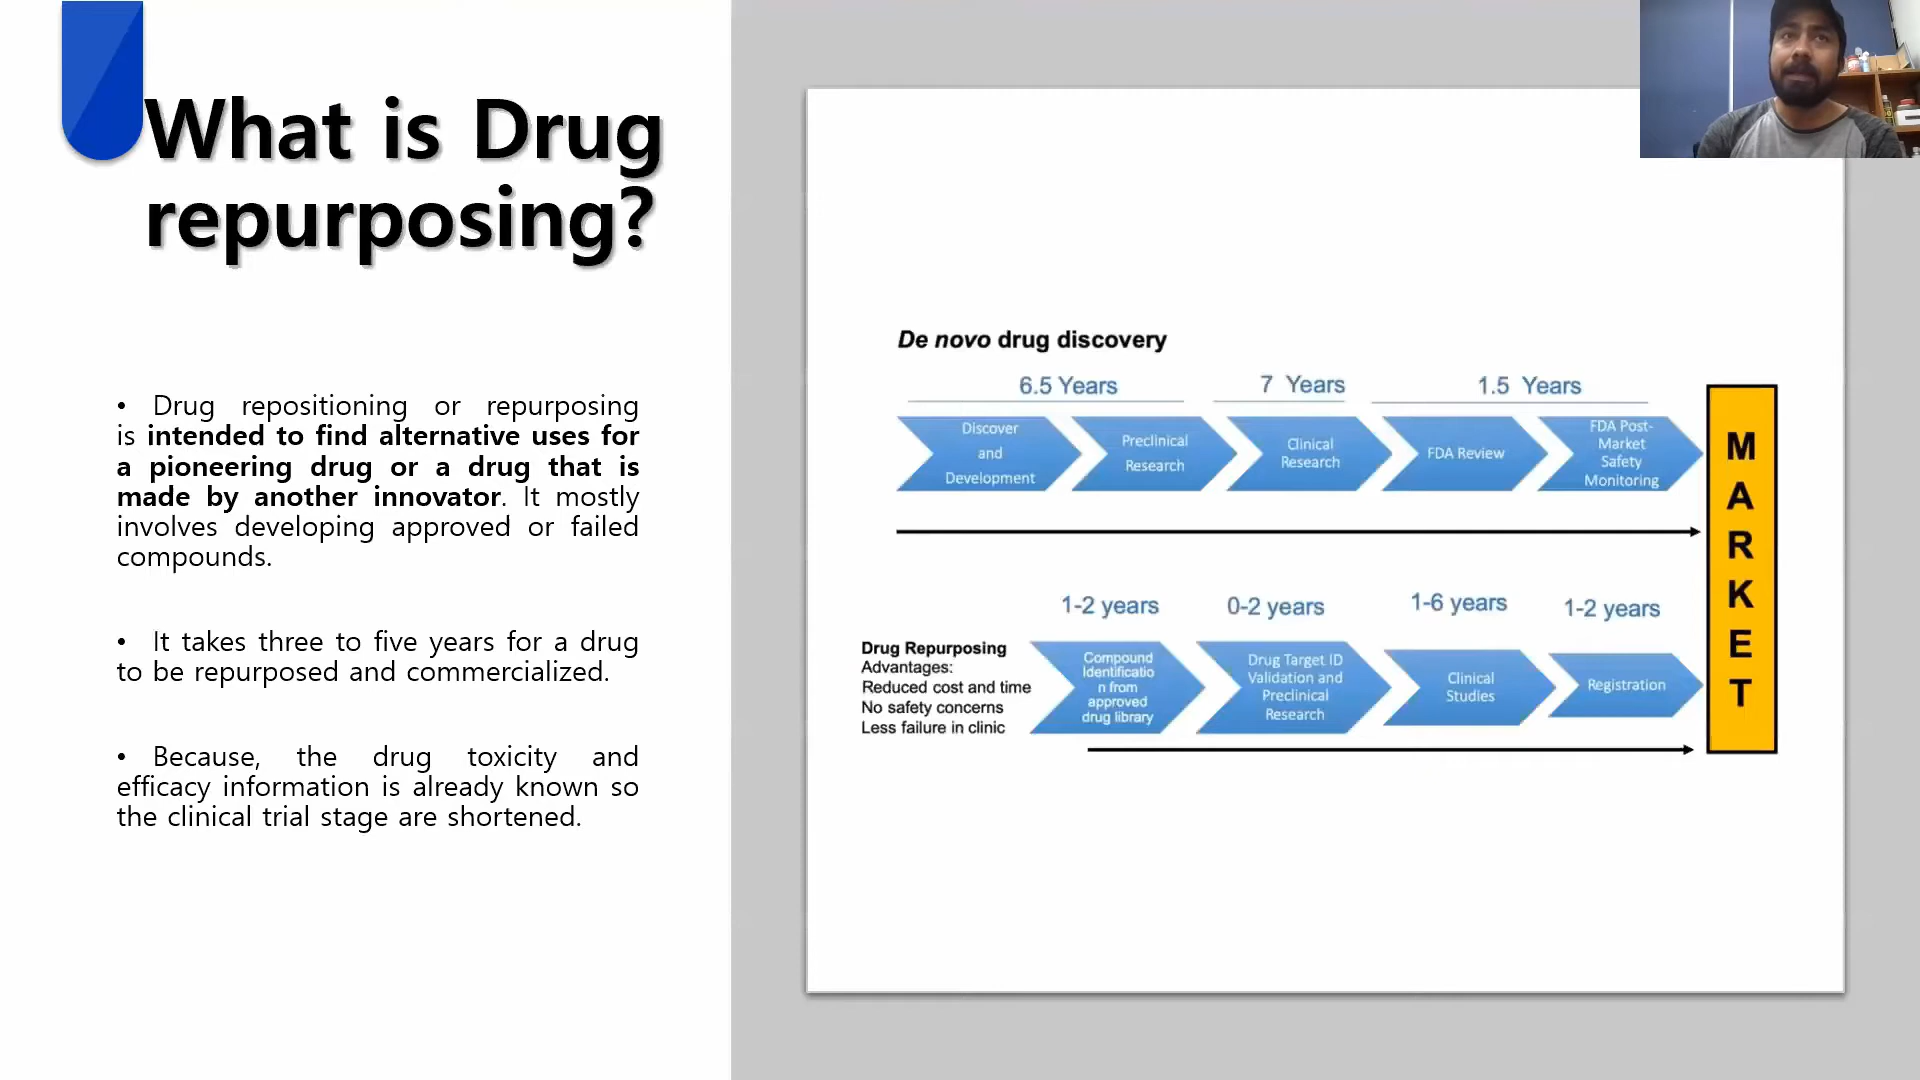 What is Drug
repurposing?
• Drug repositioning or repurposing
is intended to find alternative uses for
a pioneering drug or a drug that is
made by another innovator. It mostly
involves developing approved or failed
compounds.
• It takes three to five years for a drug
to be repurposed and commercialized.
• Because, the drug toxicity and
efficacy information is already known so
the clinical trial stage are shortened.
De novo drug discovery
6.5 Years
7 Years
1.5 Years
Discover
and
Development
Preclinical
Research
Clinical
Research
FDA Review
FDA Post-
Market
Safety
Monitoring
1-2 years
0-2 years
1-6 years
1-2 years
Drug Repurposing
Advantages:
Reduced cost and time
No safety concerns
Less failure in clinic
Compound
Identificatio
n from
approved
drug library
Drug Target ID
Validation and
Preclinical
Research
Clinical
Studies
Registration
M
A
R
K
E
T